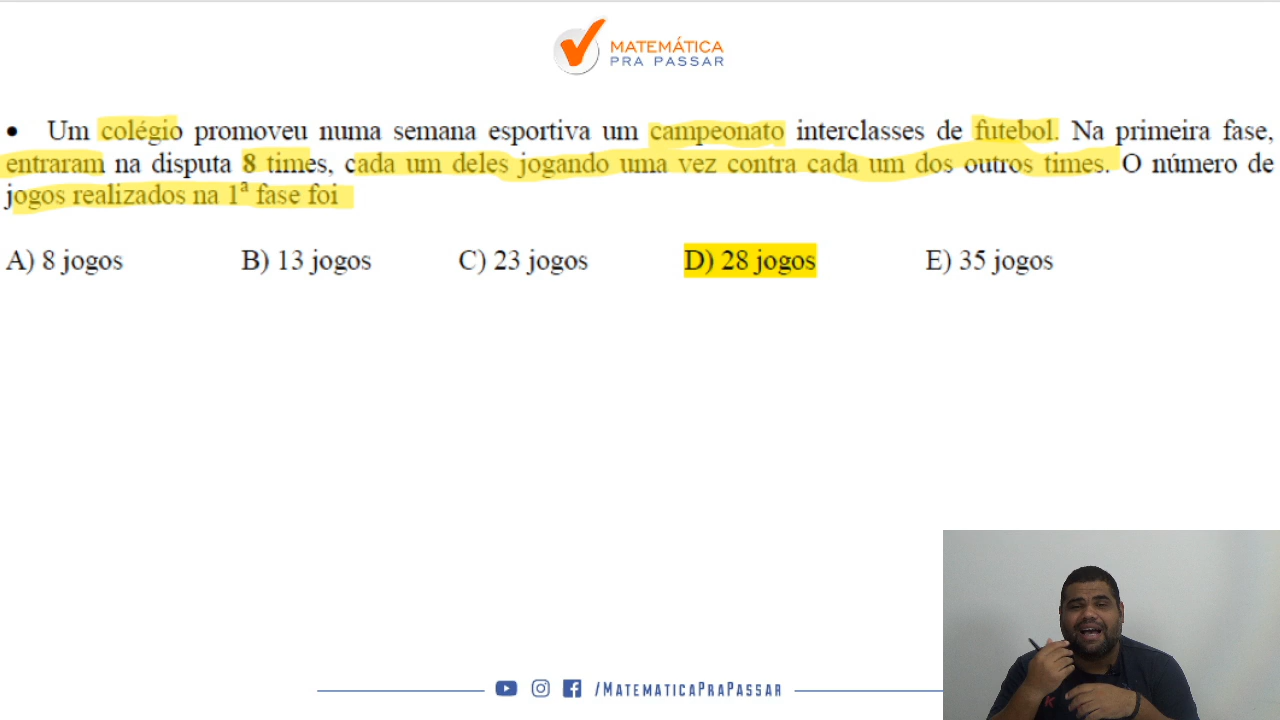 MATEMÁTICA
PRA PASSAR
• Um colégio promoveu numa semana esportiva um campeonato interclasses de futebol. Na primeira fase,
entraram na disputa 8 times, cada um deles jogando uma vez contra cada um dos outros times. O número de
jogos realizados na 1ª fase foi
A) 8 jogos B) 13 jogos C) 23 jogos D) 28 jogos E) 35 jogos
/MATEMATICAPRAPASSAR